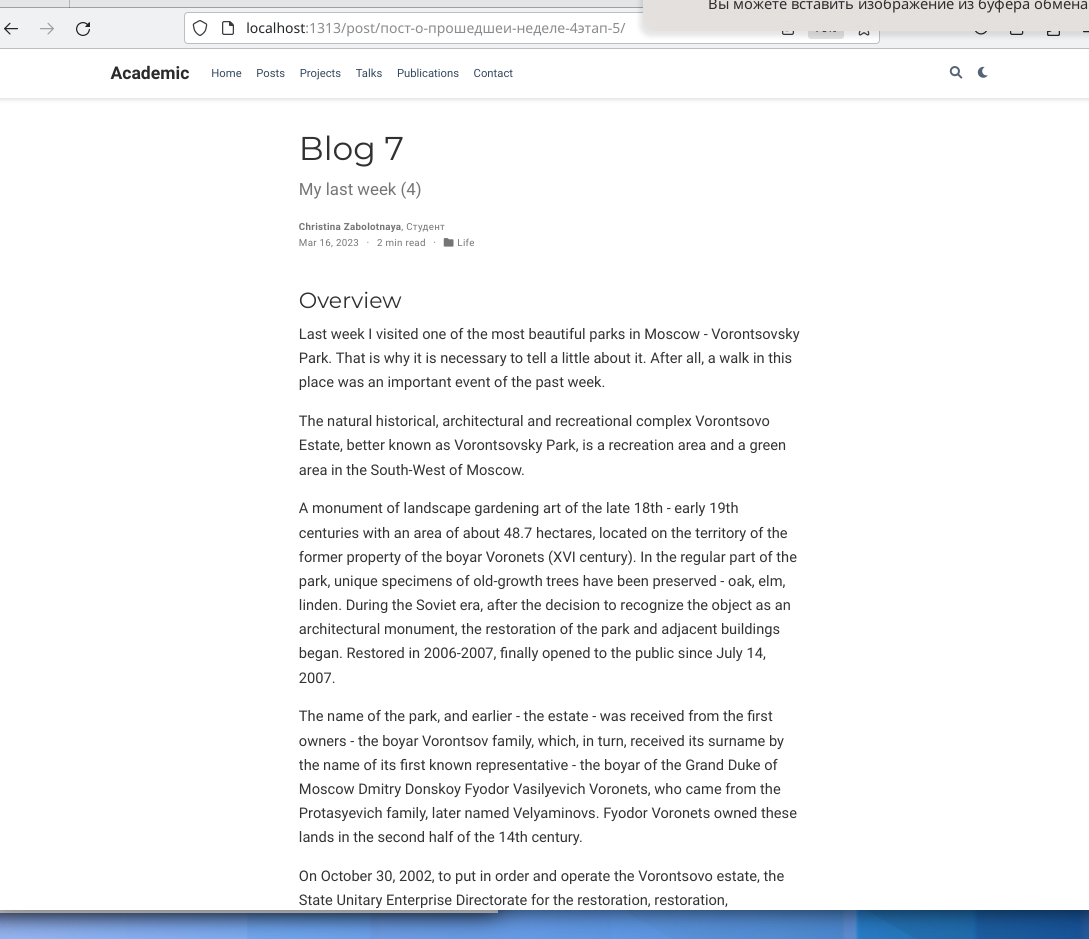 Вы можете вставить изображение из буфера обмена
localhost:1313/post/пост-о-прошедшеи-неделе-4этап-5/
Academic Home Posts Projects Talks Publications Contact
Blog 7
My last week (4)
Christina Zabolotnaya, Студент
Mar 16, 2023 · 2 min read · Life
Overview
Last week I visited one of the most beautiful parks in Moscow - Vorontsovsky
Park. That is why it is necessary to tell a little about it. After all, a walk in this
place was an important event of the past week.
The natural historical, architectural and recreational complex Vorontsovo
Estate, better known as Vorontsovsky Park, is a recreation area and a green
area in the South-West of Moscow.
A monument of landscape gardening art of the late 18th - early 19th
centuries with an area of about 48.7 hectares, located on the territory of the
former property of the boyar Voronets (XVI century). In the regular part of the
park, unique specimens of old-growth trees have been preserved - oak, elm,
linden. During the Soviet era, after the decision to recognize the object as an
architectural monument, the restoration of the park and adjacent buildings
began. Restored in 2006-2007, finally opened to the public since July 14,
2007.
The name of the park, and earlier - the estate - was received from the first
owners - the boyar Vorontsov family, which, in turn, received its surname by
the name of its first known representative - the boyar of the Grand Duke of
Moscow Dmitry Donskoy Fyodor Vasilyevich Voronets, who came from the
Protasyevich family, later named Velyaminovs. Fyodor Voronets owned these
lands in the second half of the 14th century.
On October 30, 2002, to put in order and operate the Vorontsovo estate, the
State Unitary Enterprise Directorate for the restoration, restoration,